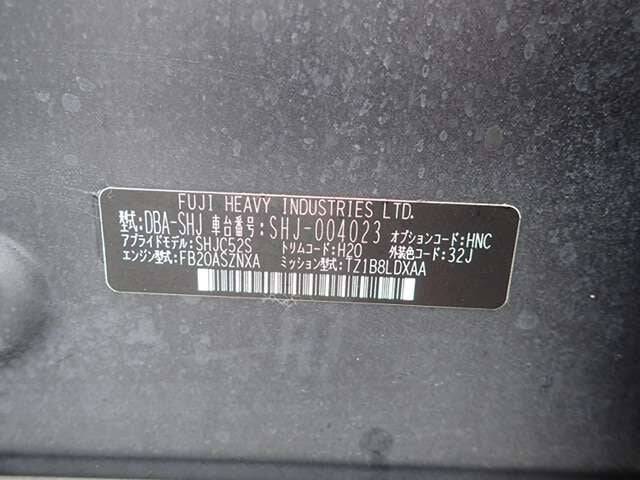 FUJI HEAVY INDUSTRIES LTD.
型式:DBA-SHJ 車台番号:SHJ-004023 オプションコード:HNC
アプライドモデル:SHJC52S トリムコード:H20 外装色コード:32J
エンジン型式:FB20ASZNXA ミッション型式:TZ1B8LDXAA